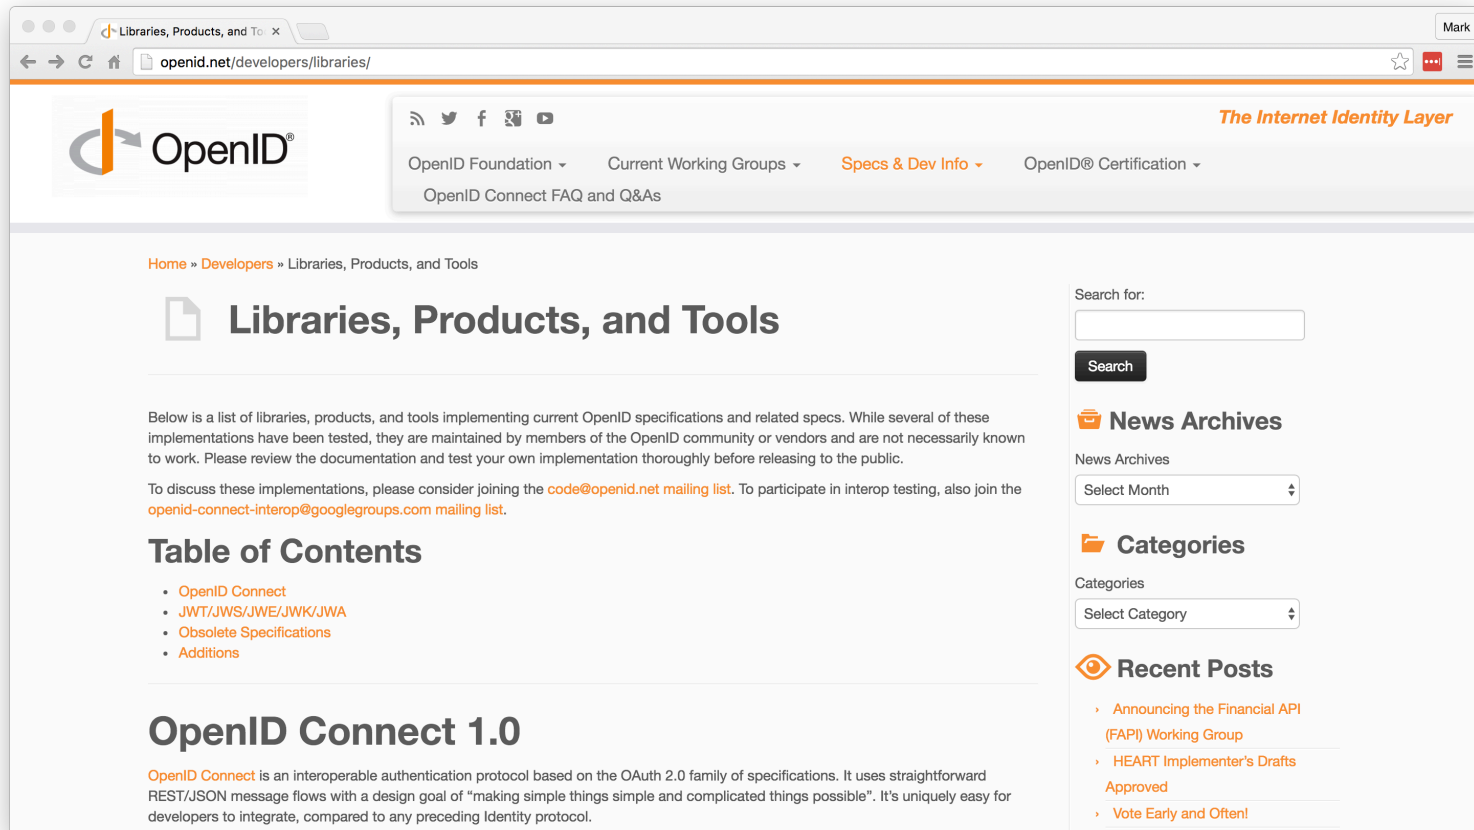 Libraries, Products, and To
Mark
openid.net/developers/libraries/
OpenID®
The Internet Identity Layer
OpenID Foundation
Current Working Groups
Specs & Dev Info
OpenID® Certification
OpenID Connect FAQ and Q&As
Home » Developers » Libraries, Products, and Tools
Libraries, Products, and Tools
Below is a list of libraries, products, and tools implementing current OpenID specifications and related specs. While several of these
implementations have been tested, they are maintained by members of the OpenID community or vendors and are not necessarily known
to work. Please review the documentation and test your own implementation thoroughly before releasing to the public.
To discuss these implementations, please consider joining the code@openid.net mailing list. To participate in interop testing, also join the
openid-connect-interop@googlegroups.com mailing list.
Table of Contents
• OpenID Connect
• JWT/JWS/JWE/JWK/JWA
• Obsolete Specifications
• Additions
OpenID Connect 1.0
OpenID Connect is an interoperable authentication protocol based on the OAuth 2.0 family of specifications. It uses straightforward
REST/JSON message flows with a design goal of “making simple things simple and complicated things possible”. It’s uniquely easy for
developers to integrate, compared to any preceding Identity protocol.
Search for:
Search
News Archives
News Archives
Select Month
Categories
Categories
Select Category
Recent Posts
› Announcing the Financial API
(FAPI) Working Group
› HEART Implementer’s Drafts
Approved
› Vote Early and Often!